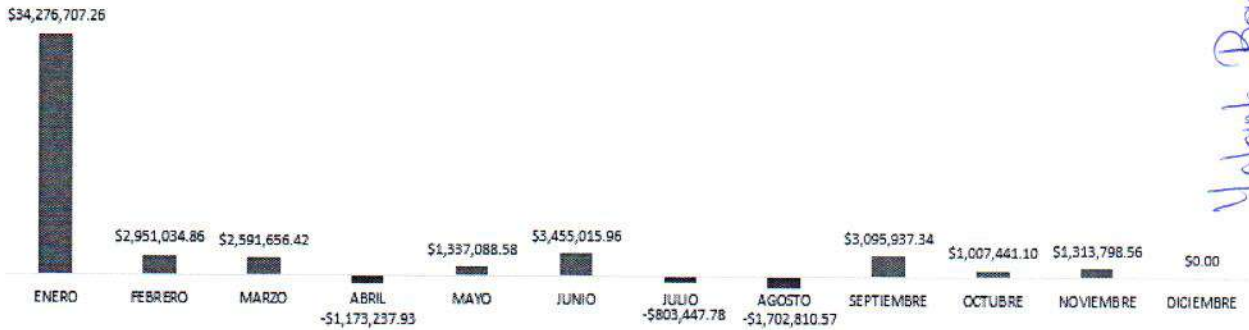 $34,276,707.26
$2,951,034.86 $2,591,656.42 $1,337,088.58 $3,455,015.96 $3,095,937.34 $1,007,441.10 $1,313,798.56 $0.00
ENERO FEBRERO MARZO ABRIL MAYO JUNIO JULIO AGOSTO SEPTIEMBRE OCTUBRE NOVIEMBRE DICIEMBRE
-$1,173,237.93 -$803,447.78 -$1,702,810.57